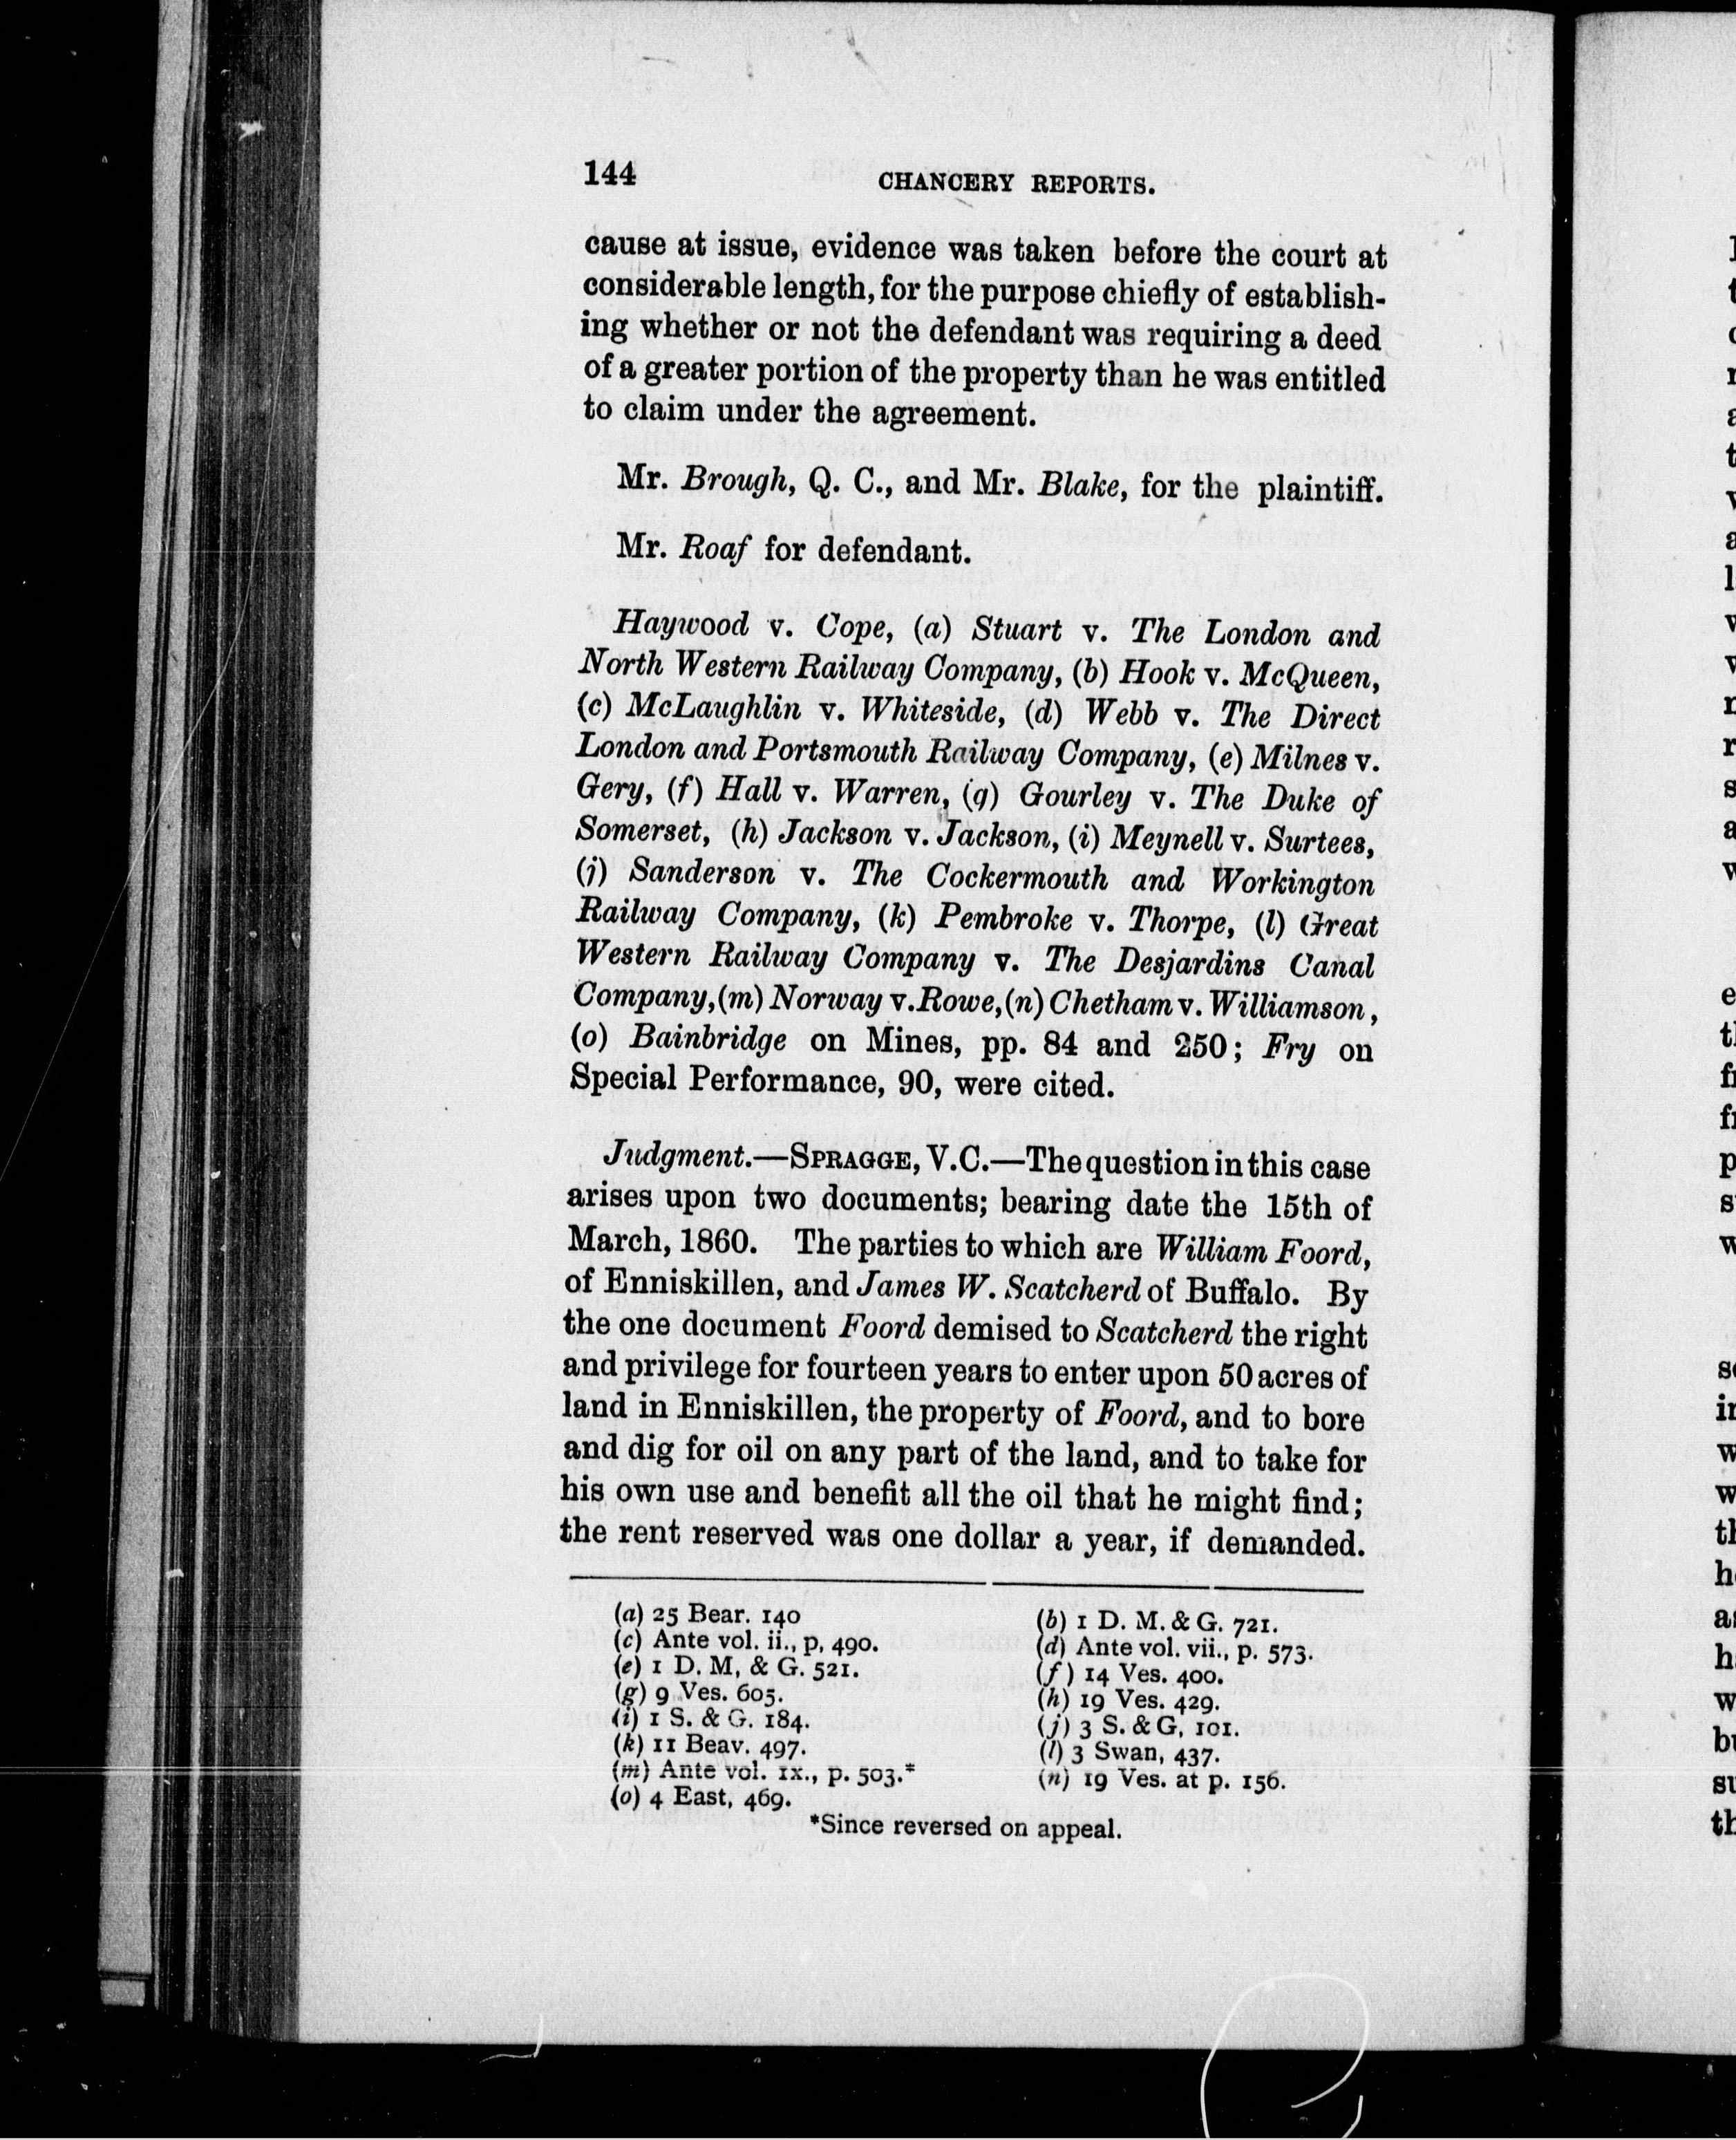 144 CHANCERY REPORTS.
cause at issue, evidence was taken before the court at
considerable length, for the purpose chiefly of establish-
ing whether or not the defendant was requiring a deed
of a greater portion of the property than he was entitled
to claim under the agreement.
Mr. Brough, Q. C., and Mr. Blake, for the plaintiff.
Mr. Roaf for defendant.
Haywood v. Cope, (a) Stuart v. The London and
North Western Railway Company, (b) Hook v. McQueen,
(c) McLaughlin v. Whiteside, (d) Webb v. The Direct
London and Portsmouth Railway Company, (e) Milnes v.
Gery, (f) Hall v. Warren, (g) Gourley v. The Duke of
Somerset, (h) Jackson v. Jackson, (i) Meynell v. Surtees,
(j) Sanderson v. The Cockermouth and Workington
Railway Company, (k) Pembroke v. Thorpe, (l) Great
Western Railway Company v. The Desjardins Canal
Company, (m) Norway v. Rowe, (n) Chetham v. Williamson,
(o) Bainbridge on Mines, pp. 84 and 250; Fry on
Special Performance, 90, were cited.
Judgment.—SPRAGGE, V.C.—The question in this case
arises upon two documents; bearing date the 15th of
March, 1860. The parties to which are William Foord,
of Enniskillen, and James W. Scatcherd of Buffalo. By
the one document Foord demised to Scatcherd the right
and privilege for fourteen years to enter upon 50 acres of
land in Enniskillen, the property of Foord, and to bore
and dig for oil on any part of the land, and to take for
his own use and benefit all the oil that he might find;
the rent reserved was one dollar a year, if demanded.
(a) 25 Bear. 140 (b) 1 D. M. & G. 721.
(c) Ante vol. ii., p, 490. (d) Ante vol. vii., p. 573.
(e) 1 D. M, & G. 521. (f) 14 Ves. 400.
(g) 9 Ves. 605. (h) 19 Ves. 429.
(i) 1 S. & G. 184. (j) 3 S. & G, 101.
(k) 11 Beav. 497. (l) 3 Swan, 437.
(m) Ante vol. ix., p. 503.* (n) 19 Ves. at p. 156.
(o) 4 East, 469.
*Since reversed on appeal.